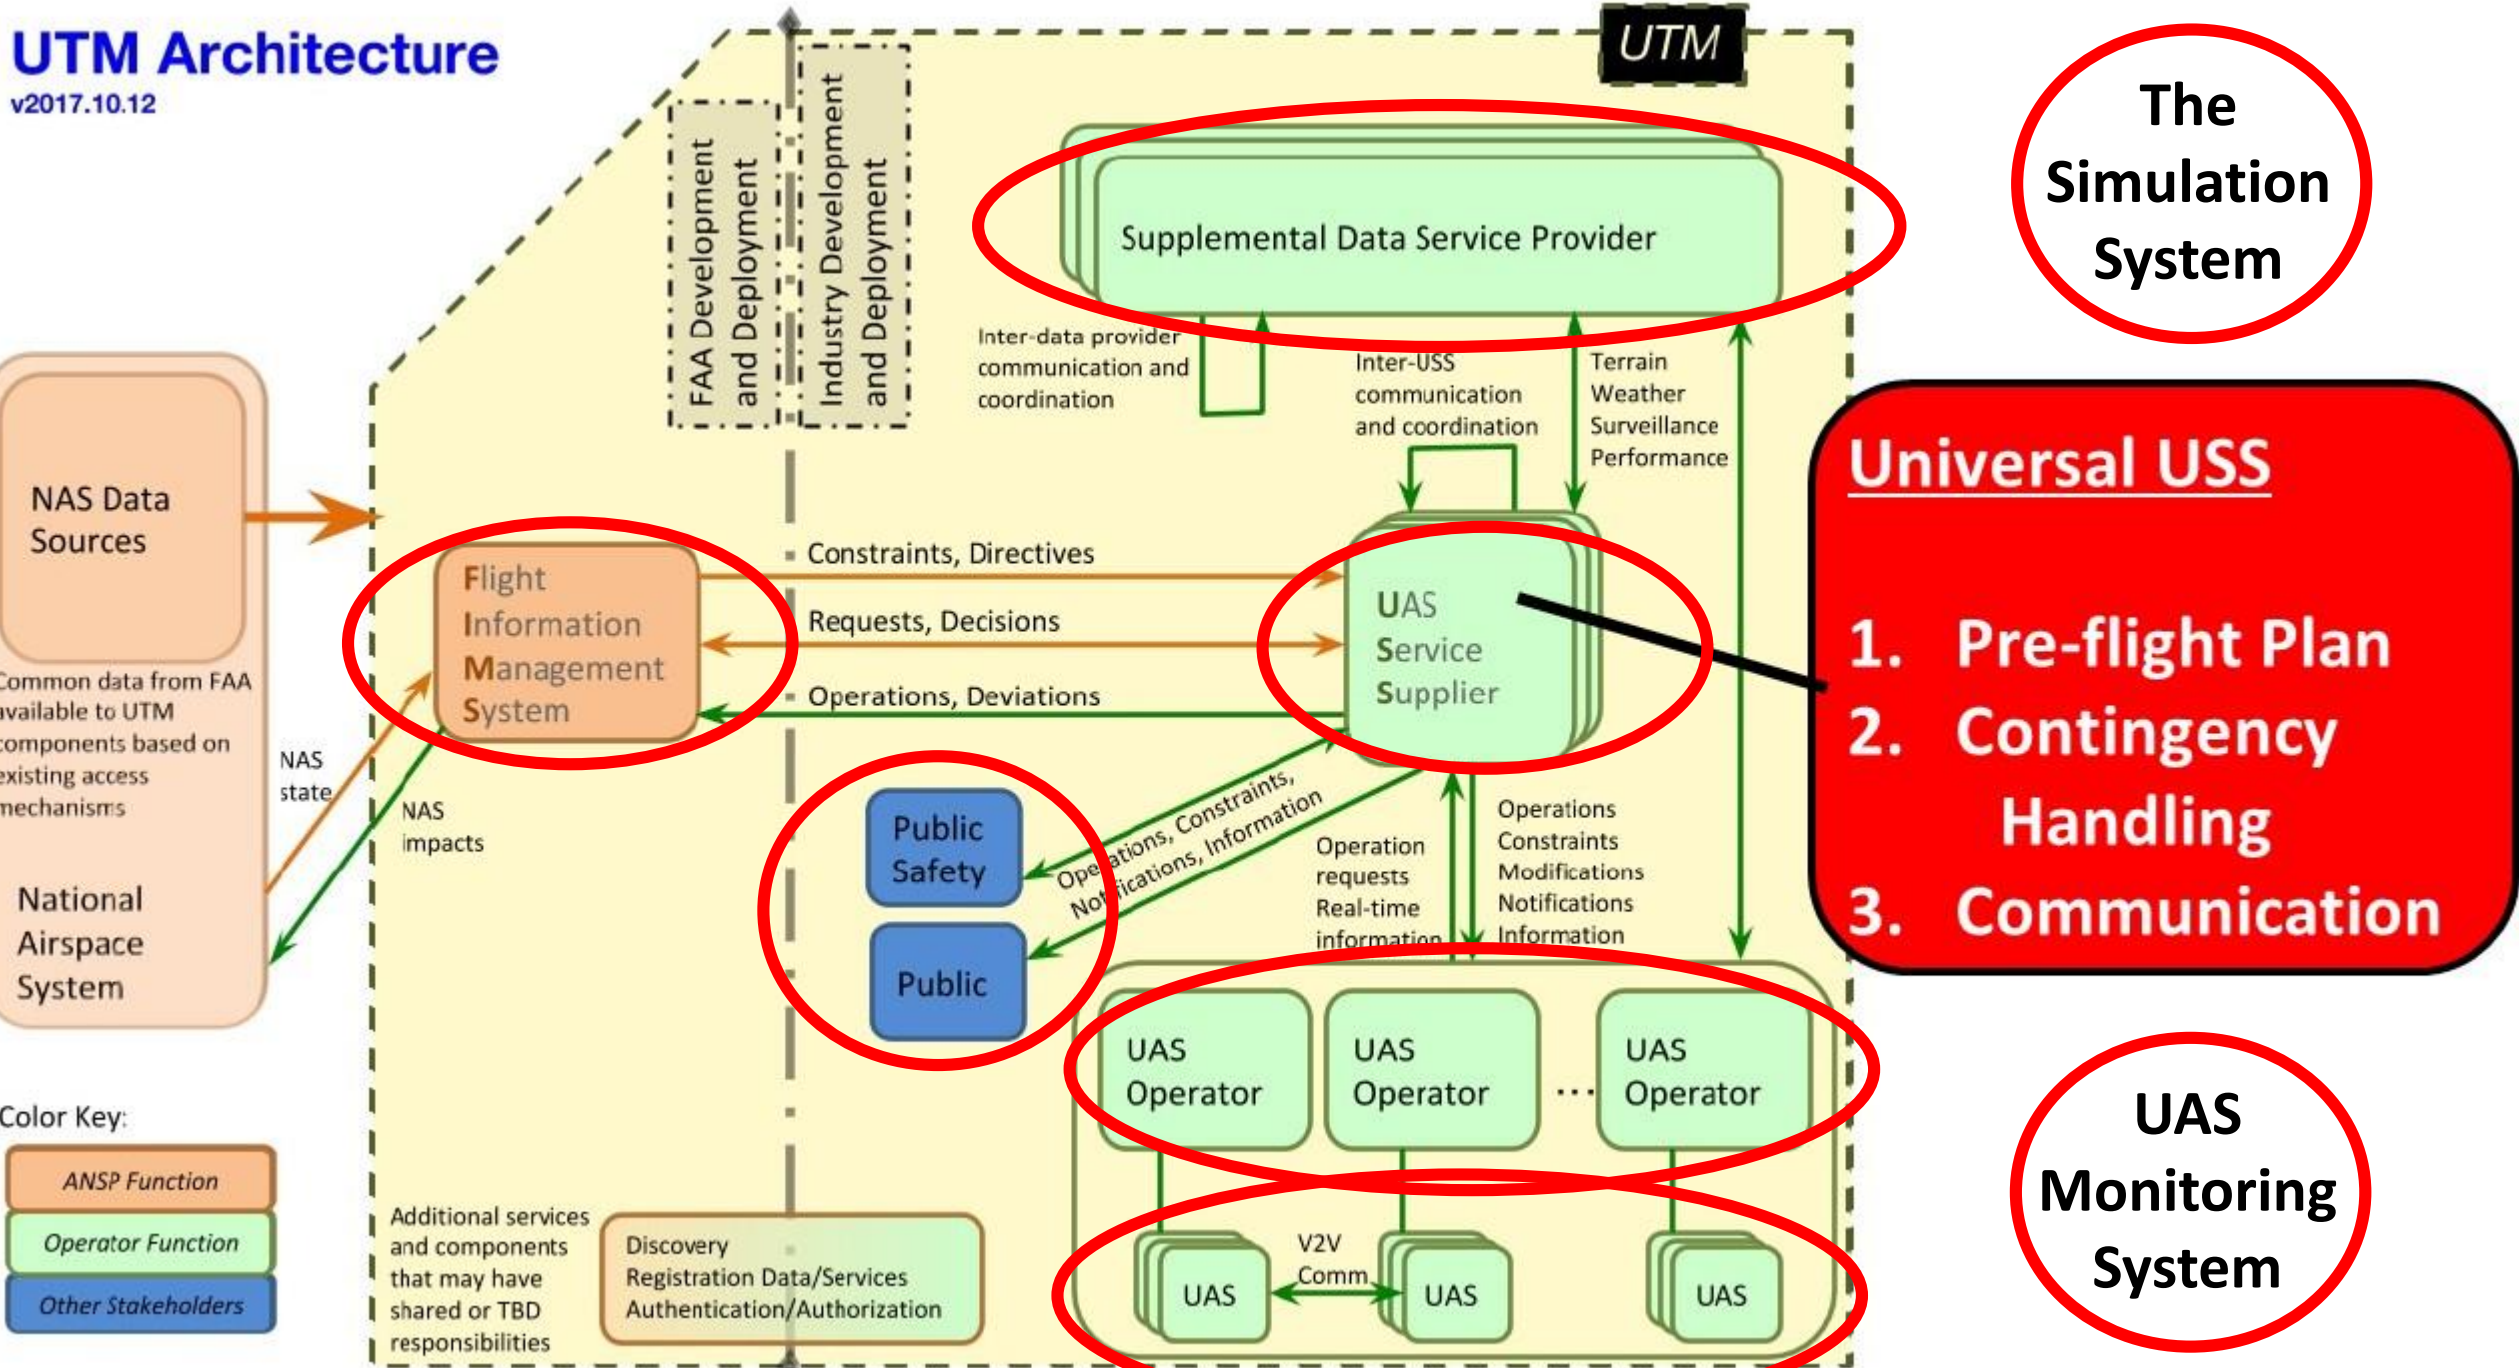 UTM Architecture
v2017.10.12
UTM
FAA Development
and Deployment
Industry Development
and Deployment
Supplemental Data Service Provider
The
Simulation
System
Inter-data provider
communication and
coordination
Inter-USS
communication
and coordination
Terrain
Weather
Surveillance
Performance
NAS Data
Sources
Common data from FAA
available to UTM
components based on
existing access
mechanisms
National
Airspace
System
NAS
state
NAS
impacts
Flight
Information
Management
System
Constraints, Directives
Requests, Decisions
Operations, Deviations
UAS
Service
Supplier
Universal USS
1. Pre-flight Plan
2. Contingency
Handling
3. Communication
Public
Safety
Public
Operations, Constraints,
Notifications, Information
Operation
requests
Real-time
information
Operations
Constraints
Modifications
Notifications
Information
UAS
Operator
UAS
Operator
...
UAS
Operator
UAS
V2V
Comm
UAS
UAS
UAS
Monitoring
System
Color Key:
ANSP Function
Operator Function
Other Stakeholders
Additional services
and components
that may have
shared or TBD
responsibilities
Discovery
Registration Data/Services
Authentication/Authorization